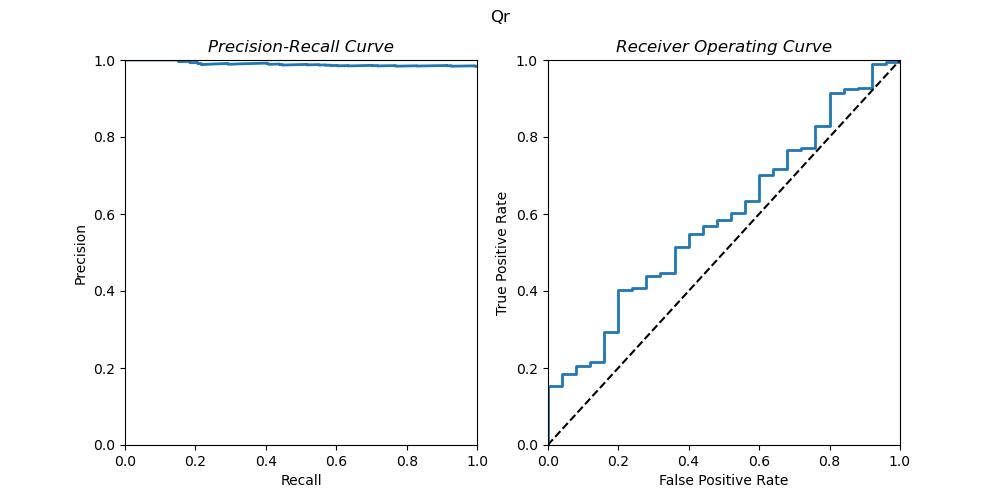 Qr
Precision-Recall Curve
1.0
0.8
0.6
0.4
0.2
0.0
Precision
0.0 0.2 0.4 0.6 0.8 1.0
Recall
Receiver Operating Curve
1.0
0.8
0.6
0.4
0.2
0.0
True Positive Rate
0.0 0.2 0.4 0.6 0.8 1.0
False Positive Rate